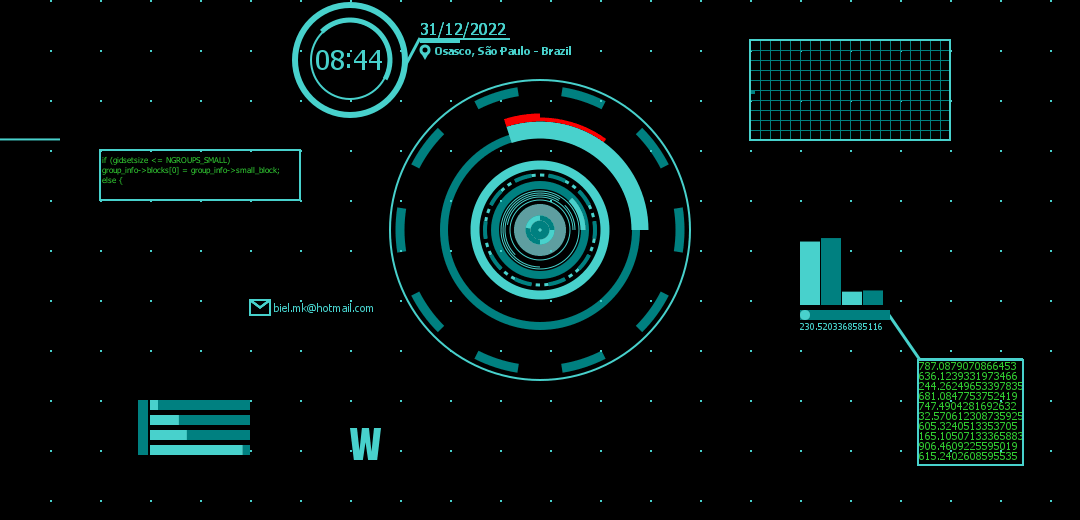 31/12/2022
08:44
Osasco, São Paulo - Brazil
if (gidsetsize <= NGROUPS_SMALL)
group_info->blocks[0] = group_info->small_block;
else {
biel.mk@hotmail.com
230.5203368585116
787.0879070866453
636.1239331973466
244.26249653397835
681.0847753752419
747.4904281692632
32.570612308735925
605.3240513353705
165.10507133365883
906.4609225595019
615.2402608595535
W